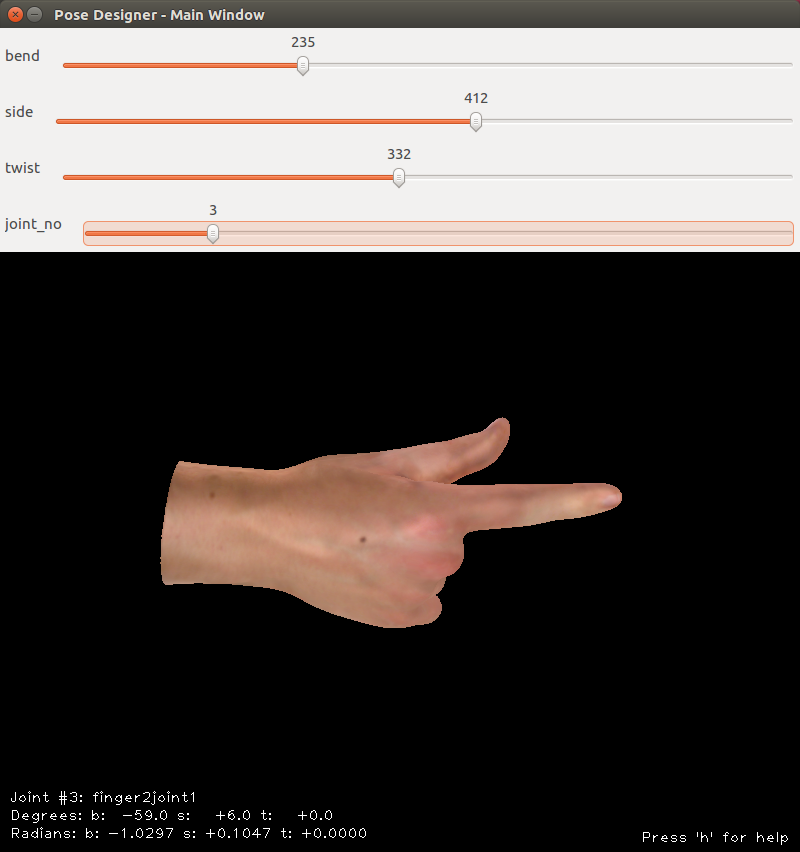 Pose Designer - Main Window
235
bend
412
side
332
twist
3
joint_no
Joint #3: finger2joint1
Degrees: b: -59.0 s: +6.0 t: +0.0
Radians: b: -1.0297 s: +0.1047 t: +0.0000
Press 'h' for help